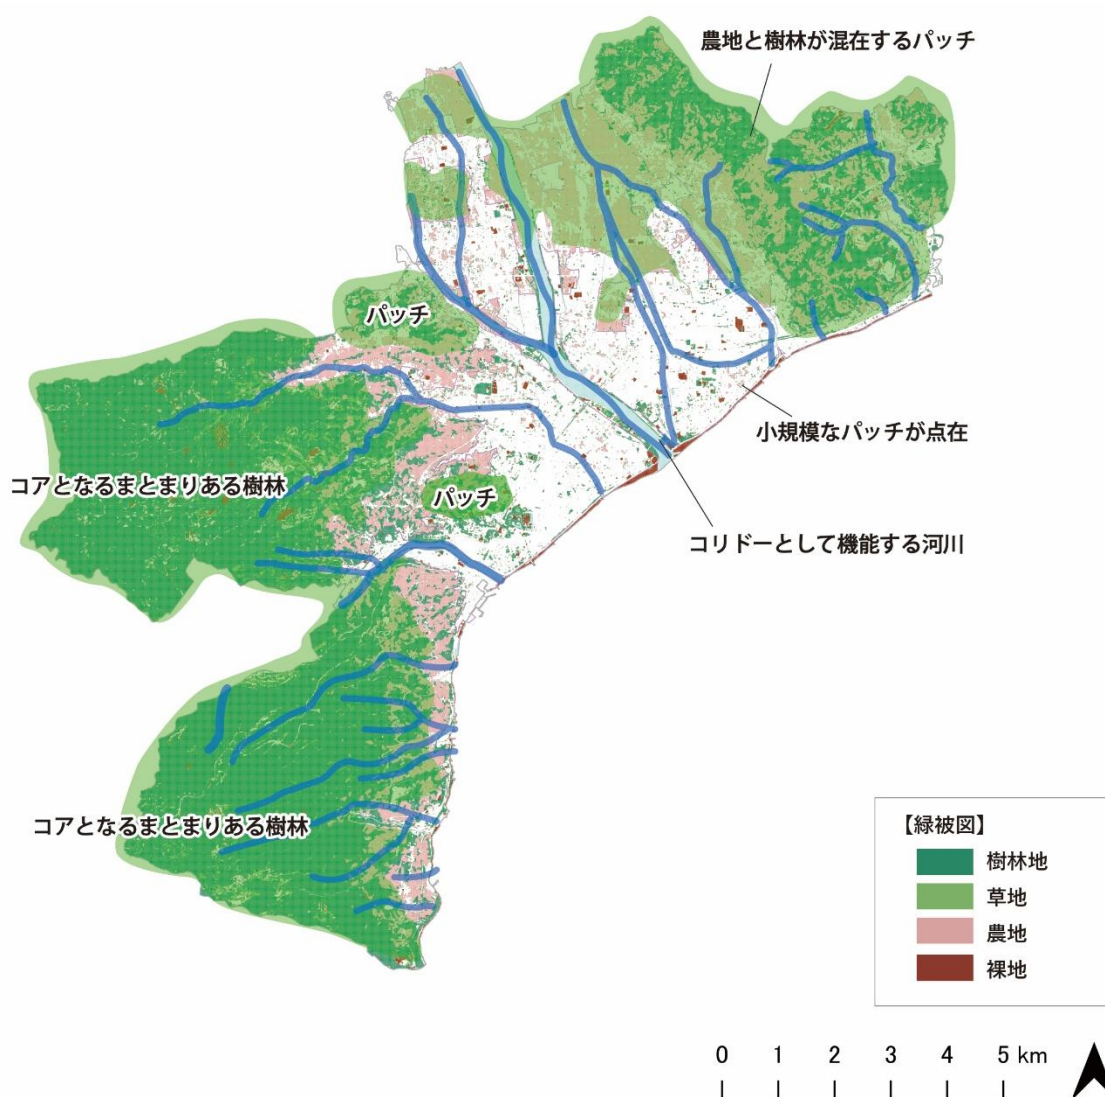 農地と樹林が混在するパッチ
パッチ
小規模なパッチが点在
コアとなるまとまりある樹林
パッチ
コリドーとして機能する河川
コアとなるまとまりある樹林
【緑被図】
樹林地
草地
農地
裸地
0 1 2 3 4 5 km